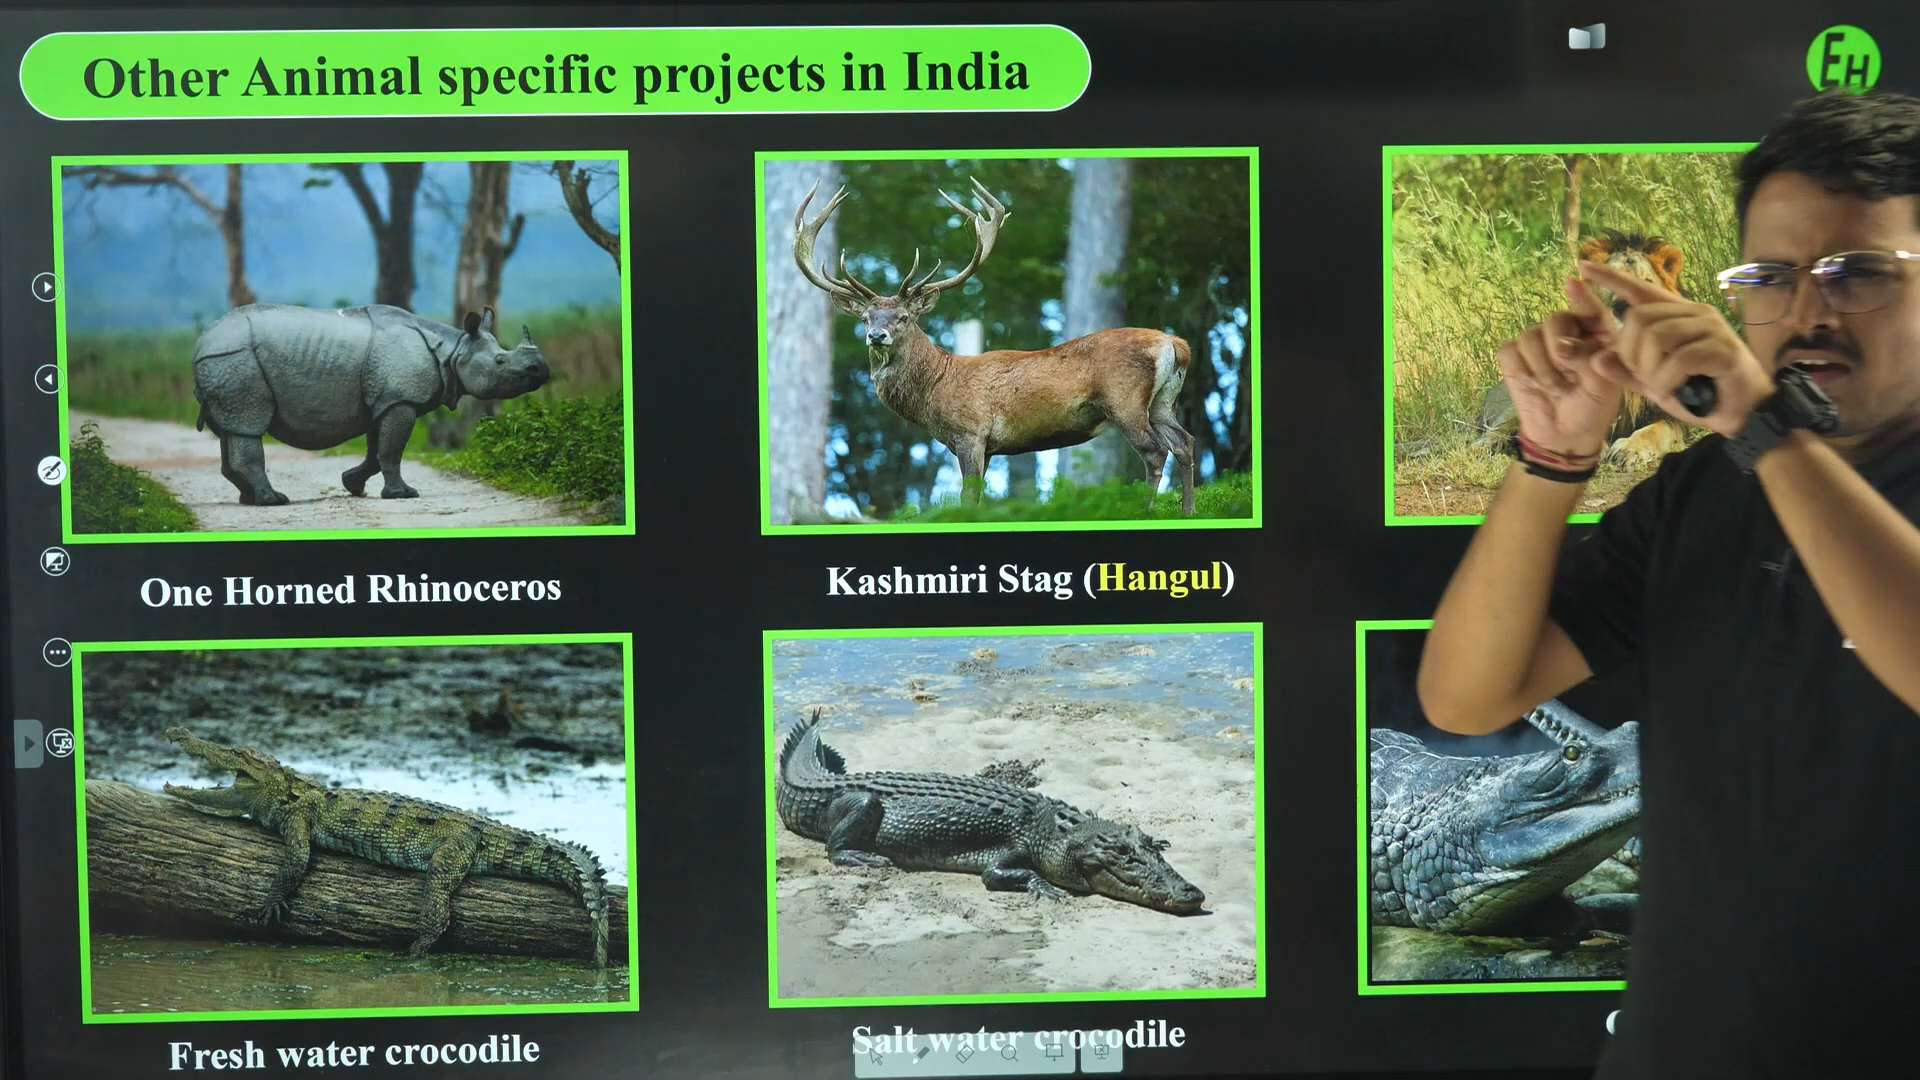 Other Animal specific projects in India
EH
One Horned Rhinoceros
Kashmiri Stag (Hangul)
Fresh water crocodile
Salt water crocodile